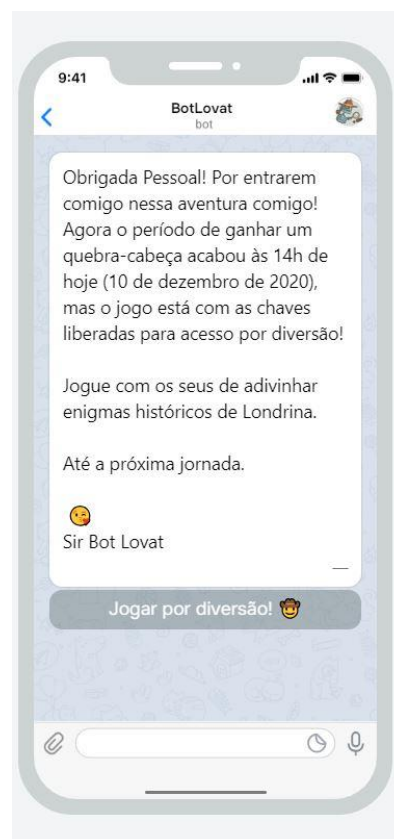 9:41
BotLovat
bot
Obrigada Pessoal! Por entrarem
comigo nessa aventura comigo!
Agora o período de ganhar um
quebra-cabeça acabou às 14h de
hoje (10 de dezembro de 2020),
mas o jogo está com as chaves
liberadas para acesso por diversão!
Jogue com os seus de adivinhar
enigmas históricos de Londrina.
Até a próxima jornada.
😘
Sir Bot Lovat
Jogar por diversão! 🤠